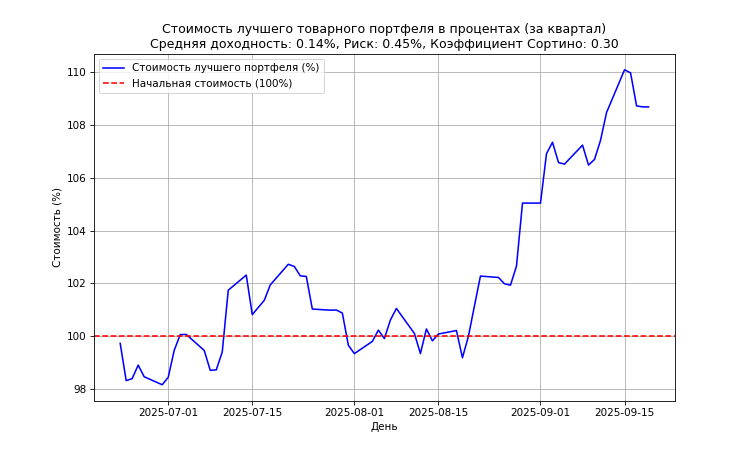 Стоимость лучшего товарного портфеля в процентах (за квартал)
Средняя доходность: 0.14%, Риск: 0.45%, Коэффициент Сортино: 0.30
Стоимость лучшего портфеля (%)
Начальная стоимость (100%)
Стоимость (%)
110
108
106
104
102
100
98
2025-07-01
2025-07-15
2025-08-01
2025-08-15
2025-09-01
2025-09-15
День